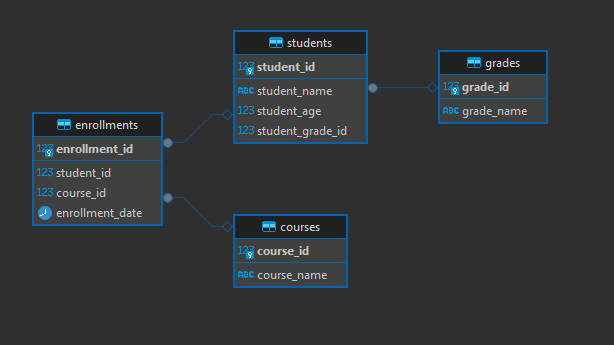 students
123 student_id
ABC student_name
123 student_age
123 student_grade_id
grades
123 grade_id
ABC grade_name
enrollments
123 enrollment_id
123 student_id
123 course_id
enrollment_date
courses
123 course_id
ABC course_name